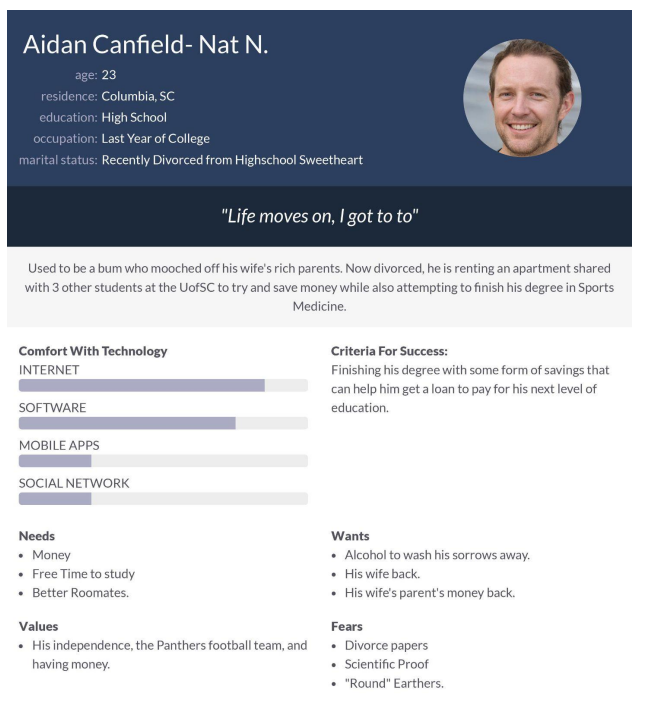 Aidan Canfield- Nat N.
age: 23
residence: Columbia, SC
education: High School
occupation: Last Year of College
marital status: Recently Divorced from Highschool Sweetheart
"Life moves on, I got to to"
Used to be a bum who mooched off his wife's rich parents. Now divorced, he is renting an apartment shared
with 3 other students at the UofSC to try and save money while also attempting to finish his degree in Sports
Medicine.
Comfort With Technology
INTERNET
SOFTWARE
MOBILE APPS
SOCIAL NETWORK
Criteria For Success:
Finishing his degree with some form of savings that
can help him get a loan to pay for his next level of
education.
Needs
• Money
• Free Time to study
• Better Roomates.
Wants
• Alcohol to wash his sorrows away.
• His wife back.
• His wife's parent's money back.
Values
• His independence, the Panthers football team, and
having money.
Fears
• Divorce papers
• Scientific Proof
• "Round" Earthers.